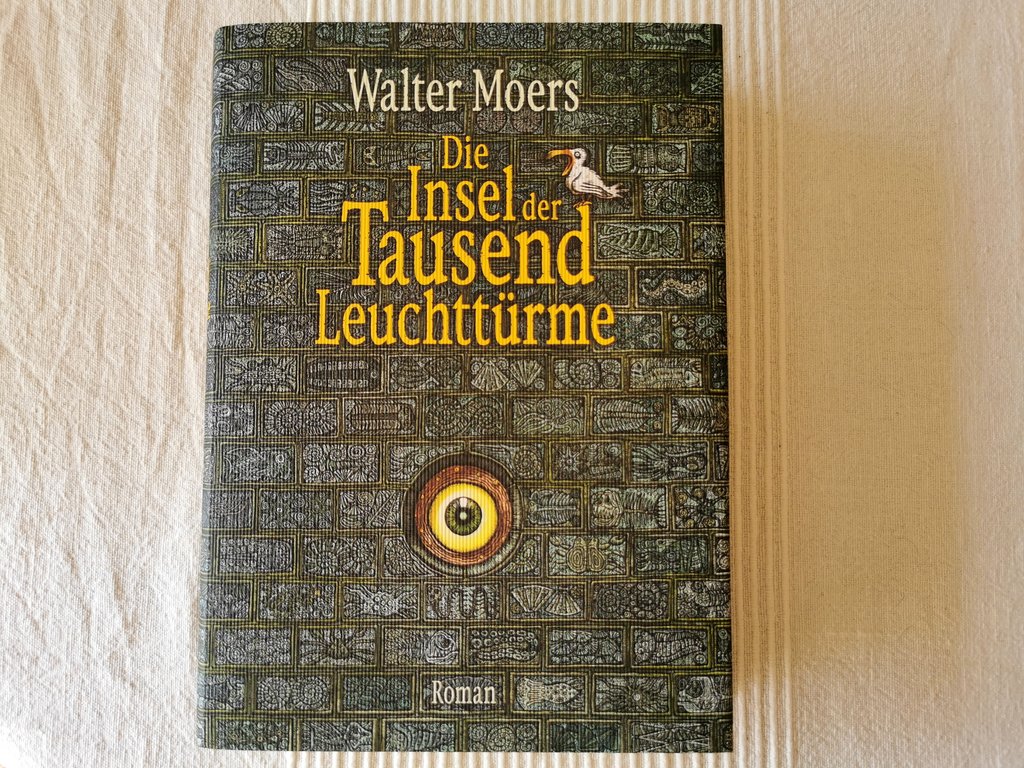 Walter Moers
Die
Insel der
Tausend
Leuchttürme
Roman